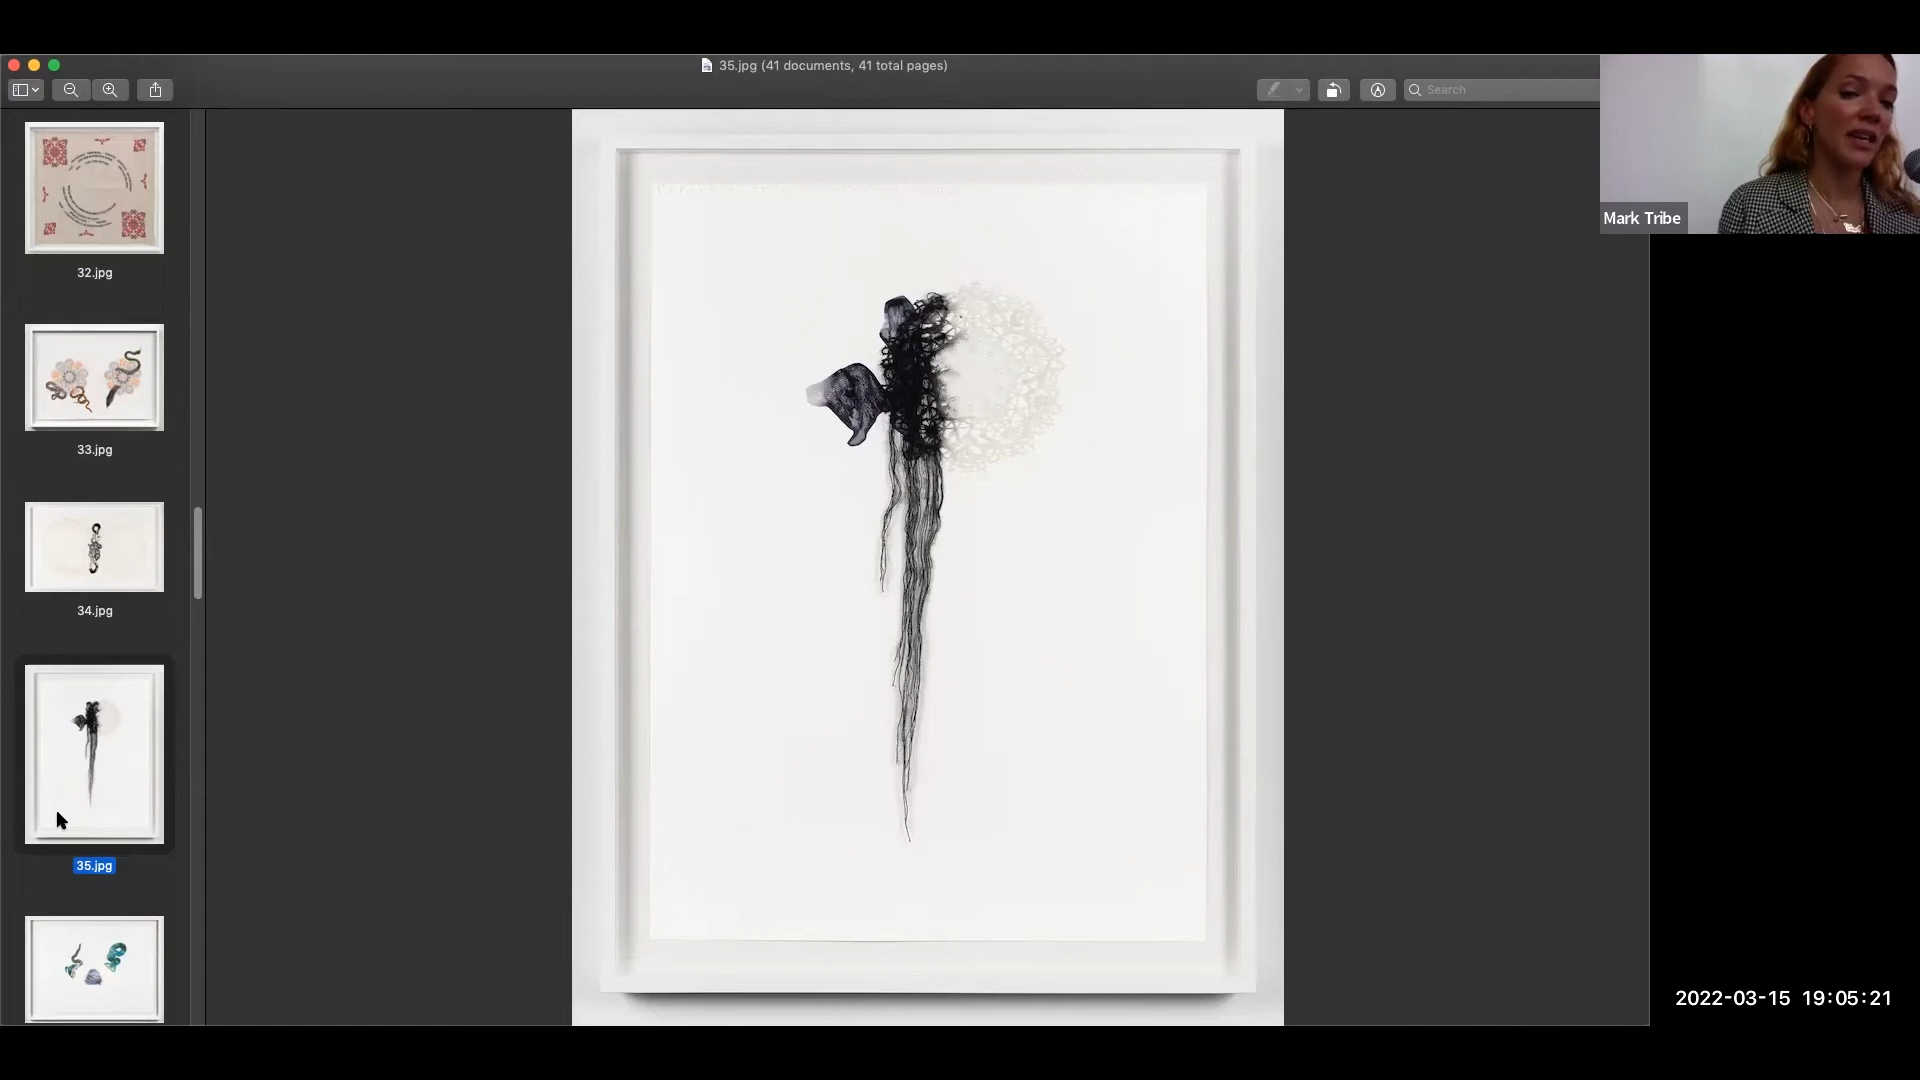 35.jpg (41 documents, 41 total pages)
Search
32.jpg
33.jpg
34.jpg
35.jpg
Mark Tribe
2022-03-15 19:05:21